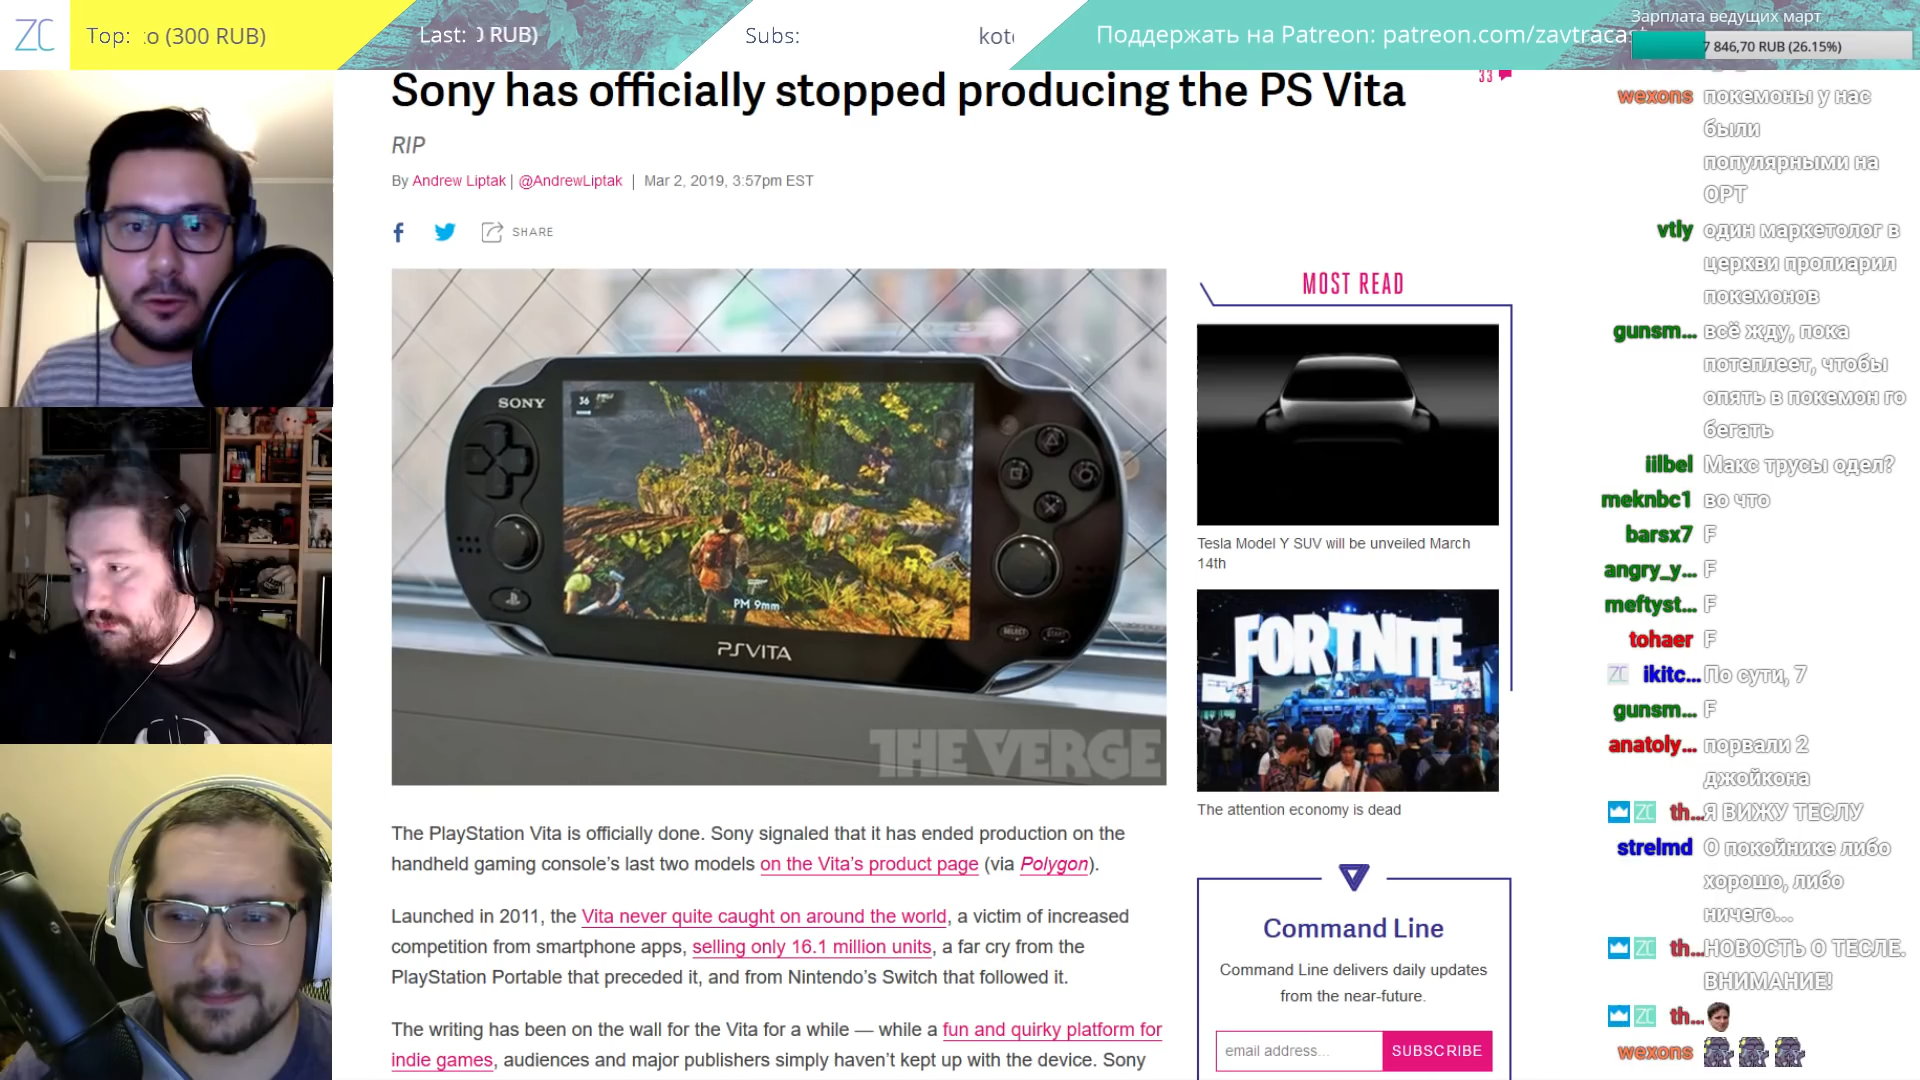 ZC
Top: :o (300 RUB)
Last: 0 RUB)
Subs:
Поддержать на Patreon: patreon.com/zavtracast
Зарплата ведущих март
7 846,70 RUB (26.15%)
Sony has officially stopped producing the PS Vita
33
RIP
By Andrew Liptak | @AndrewLiptak | Mar 2, 2019, 3:57pm EST
SHARE
SONY
36
PM 9mm
SELECT
START
PSVITA
THE VERGE
The PlayStation Vita is officially done. Sony signaled that it has ended production on the
handheld gaming console's last two models on the Vita's product page (via Polygon).
Launched in 2011, the Vita never quite caught on around the world, a victim of increased
competition from smartphone apps, selling only 16.1 million units, a far cry from the
PlayStation Portable that preceded it, and from Nintendo's Switch that followed it.
The writing has been on the wall for the Vita for a while — while a fun and quirky platform for
indie games, audiences and major publishers simply haven't kept up with the device. Sony
MOST READ
Tesla Model Y SUV will be unveiled March
14th
FORTNITE
The attention economy is dead
Command Line
Command Line delivers daily updates
from the near-future.
email address...
SUBSCRIBE
wexons покемоны у нас
были
популярными на
ОРТ
vtly один маркетолог в
церкви пропиарил
покемонов
gunsm... всё жду, пока
потеплеет, чтобы
опять в покемон го
бегать
iilbel Макс трусы одел?
meknbc1 во что
barsx7 F
angry_y... F
meftyst... F
tohaer F
ZC ikitc... По сути, 7
gunsm... F
anatoly... порвали 2
джойкона
ZC th... Я ВИЖУ ТЕСЛУ
strelmd О покойнике либо
хорошо, либо
ничего...
ZC th... НОВОСТЬ О ТЕСЛЕ.
ВНИМАНИЕ!
ZC th...
wexons